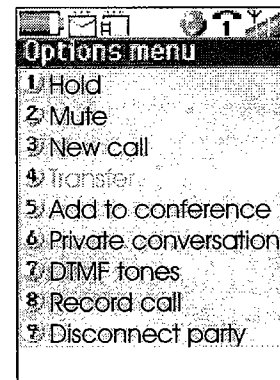 1
Options menu
1 Hold
2 Mute
3 New call
4 Transfer
5 Add to conference
6 Private conversation
7 DTMF tones
8 Record call
9 Disconnect party